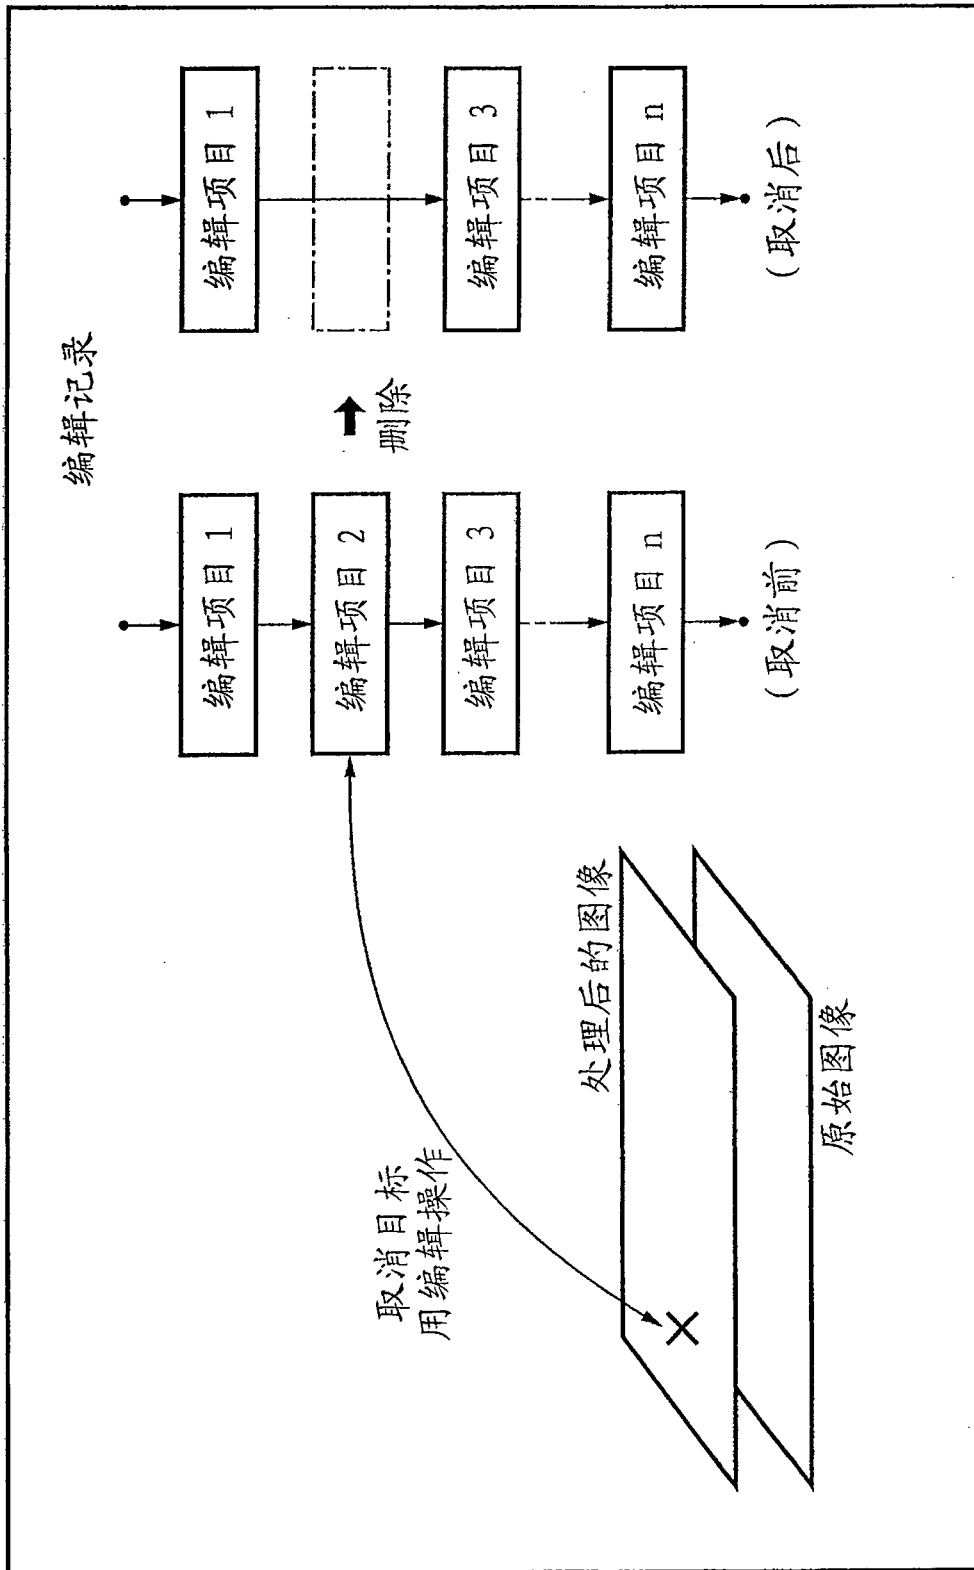 编辑记录
编辑项目 1
编辑项目 2
编辑项目 3
编辑项目 n
(取消前)
删除
编辑项目 1
编辑项目 3
编辑项目 n
(取消后)
取消目标
用编辑操作
处理后的图像
原始图像